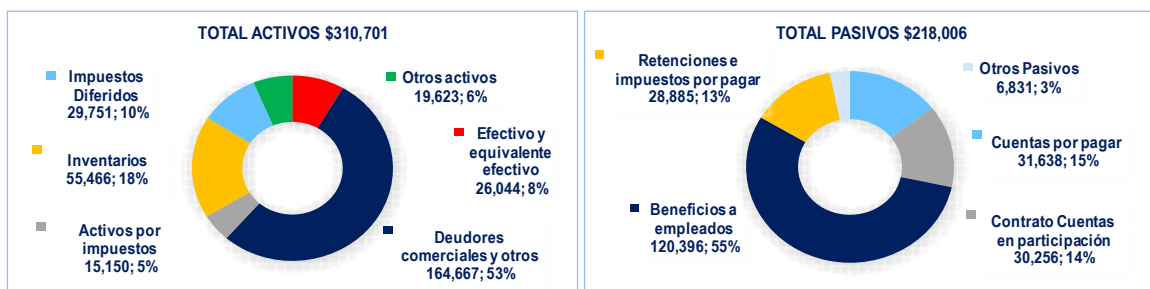 TOTAL ACTIVOS $310,701
Impuestos
Diferidos
29,751; 10%
Otros activos
19,623; 6%
Efectivo y
equivalente
efectivo
26,044; 8%
Inventarios
55,466; 18%
Activos por
impuestos
15,150; 5%
Deudores
comerciales y otros
164,667; 53%
TOTAL PASIVOS $218,006
Retenciones e
impuestos por pagar
28,885; 13%
Otros Pasivos
6,831; 3%
Cuentas por pagar
31,638; 15%
Beneficios a
empleados
120,396; 55%
Contrato Cuentas
en participación
30,256; 14%